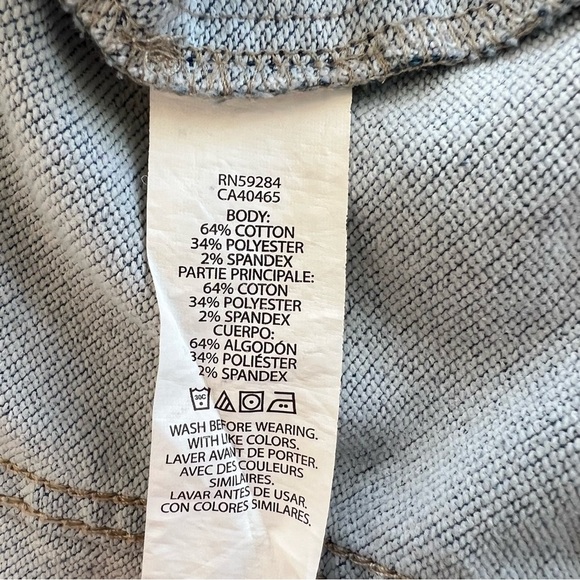 RN59284
CA40465
BODY:
64% COTTON
34% POLYESTER
2% SPANDEX
PARTIE PRINCIPALE:
64% COTON
34% POLYESTER
2% SPANDEX
CUERPO:
64% ALGODÓN
34% POLIÉSTER
2% SPANDEX
30C
WASH BEFORE WEARING.
WITH LIKE COLORS.
LAVER AVANT DE PORTER.
AVEC DES COULEURS
SIMILAIRES.
LAVAR ANTES DE USAR.
CON COLORES SIMILARES.